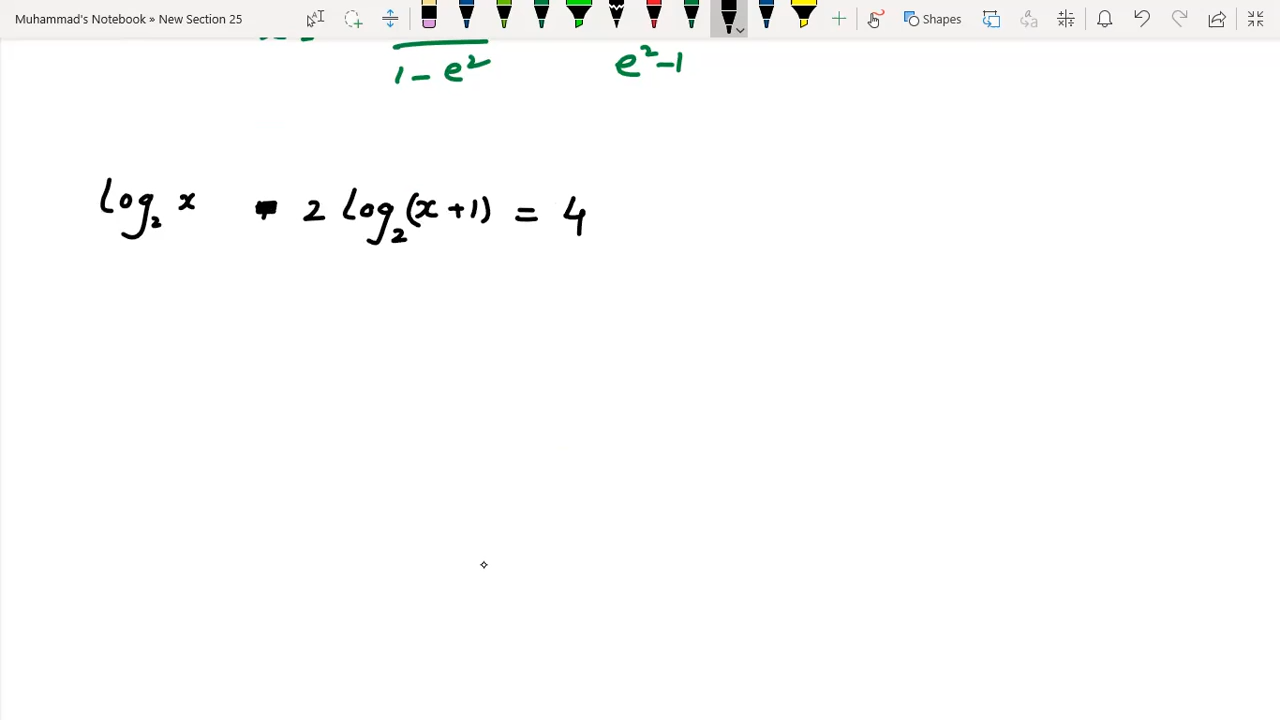 Muhammad's Notebook » New Section 25
Shapes
1 - e²
e² - 1
log₂ x - 2 log₂(x + 1) = 4